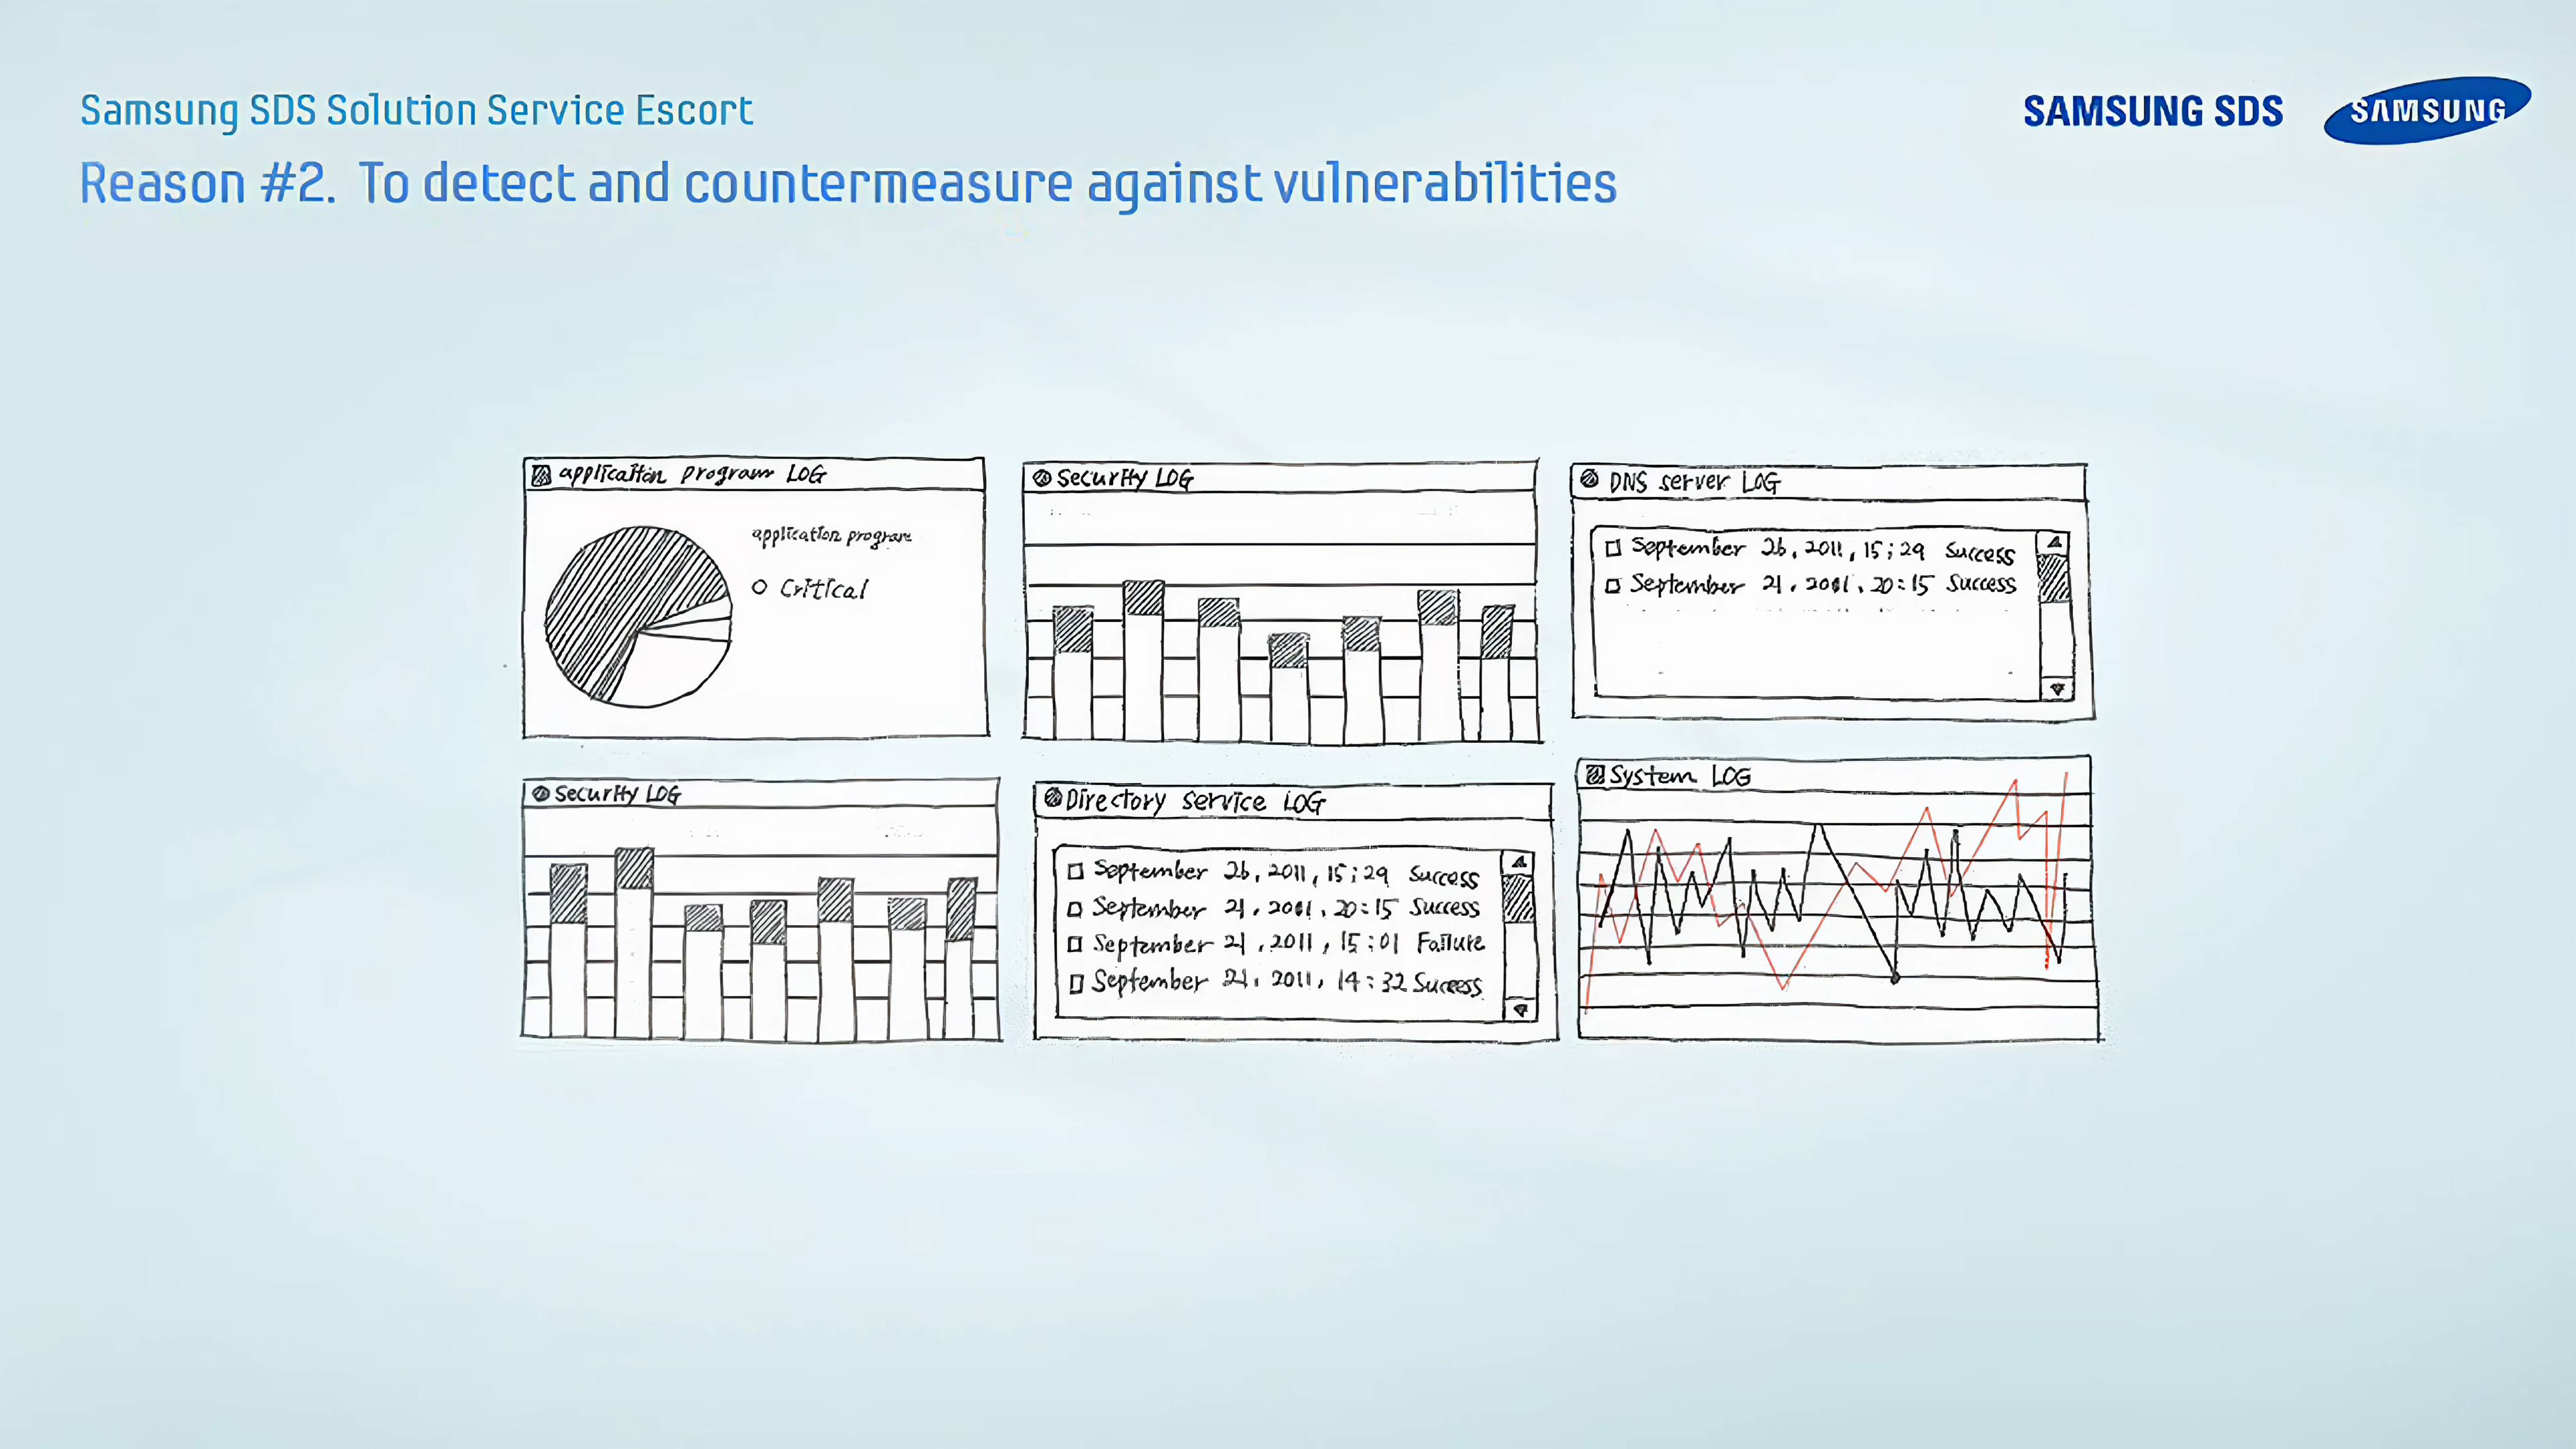 Samsung SDS Solution Service Escort
SAMSUNG SDS
SAMSUNG
Reason #2. To detect and countermeasure against vulnerabilities
application program LOG
application program
Critical
Security LOG
DNS server LOG
September 26, 2011, 15:29 Success
September 21, 2001, 20:15 Success
Security LOG
Directory service LOG
September 26, 2011, 15:29 Success
September 21, 2001, 20:15 Success
September 21, 2011, 15:01 Failure
September 21, 2011, 14:32 Success
System LOG